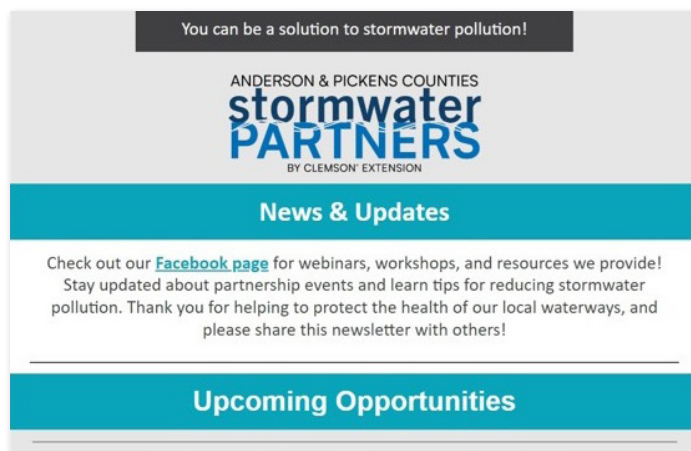 You can be a solution to stormwater pollution!
ANDERSON & PICKENS COUNTIES
stormwater
PARTNERS
BY CLEMSON® EXTENSION
News & Updates
Check out our Facebook page for webinars, workshops, and resources we provide!
Stay updated about partnership events and learn tips for reducing stormwater
pollution. Thank you for helping to protect the health of our local waterways, and
please share this newsletter with others!
Upcoming Opportunities